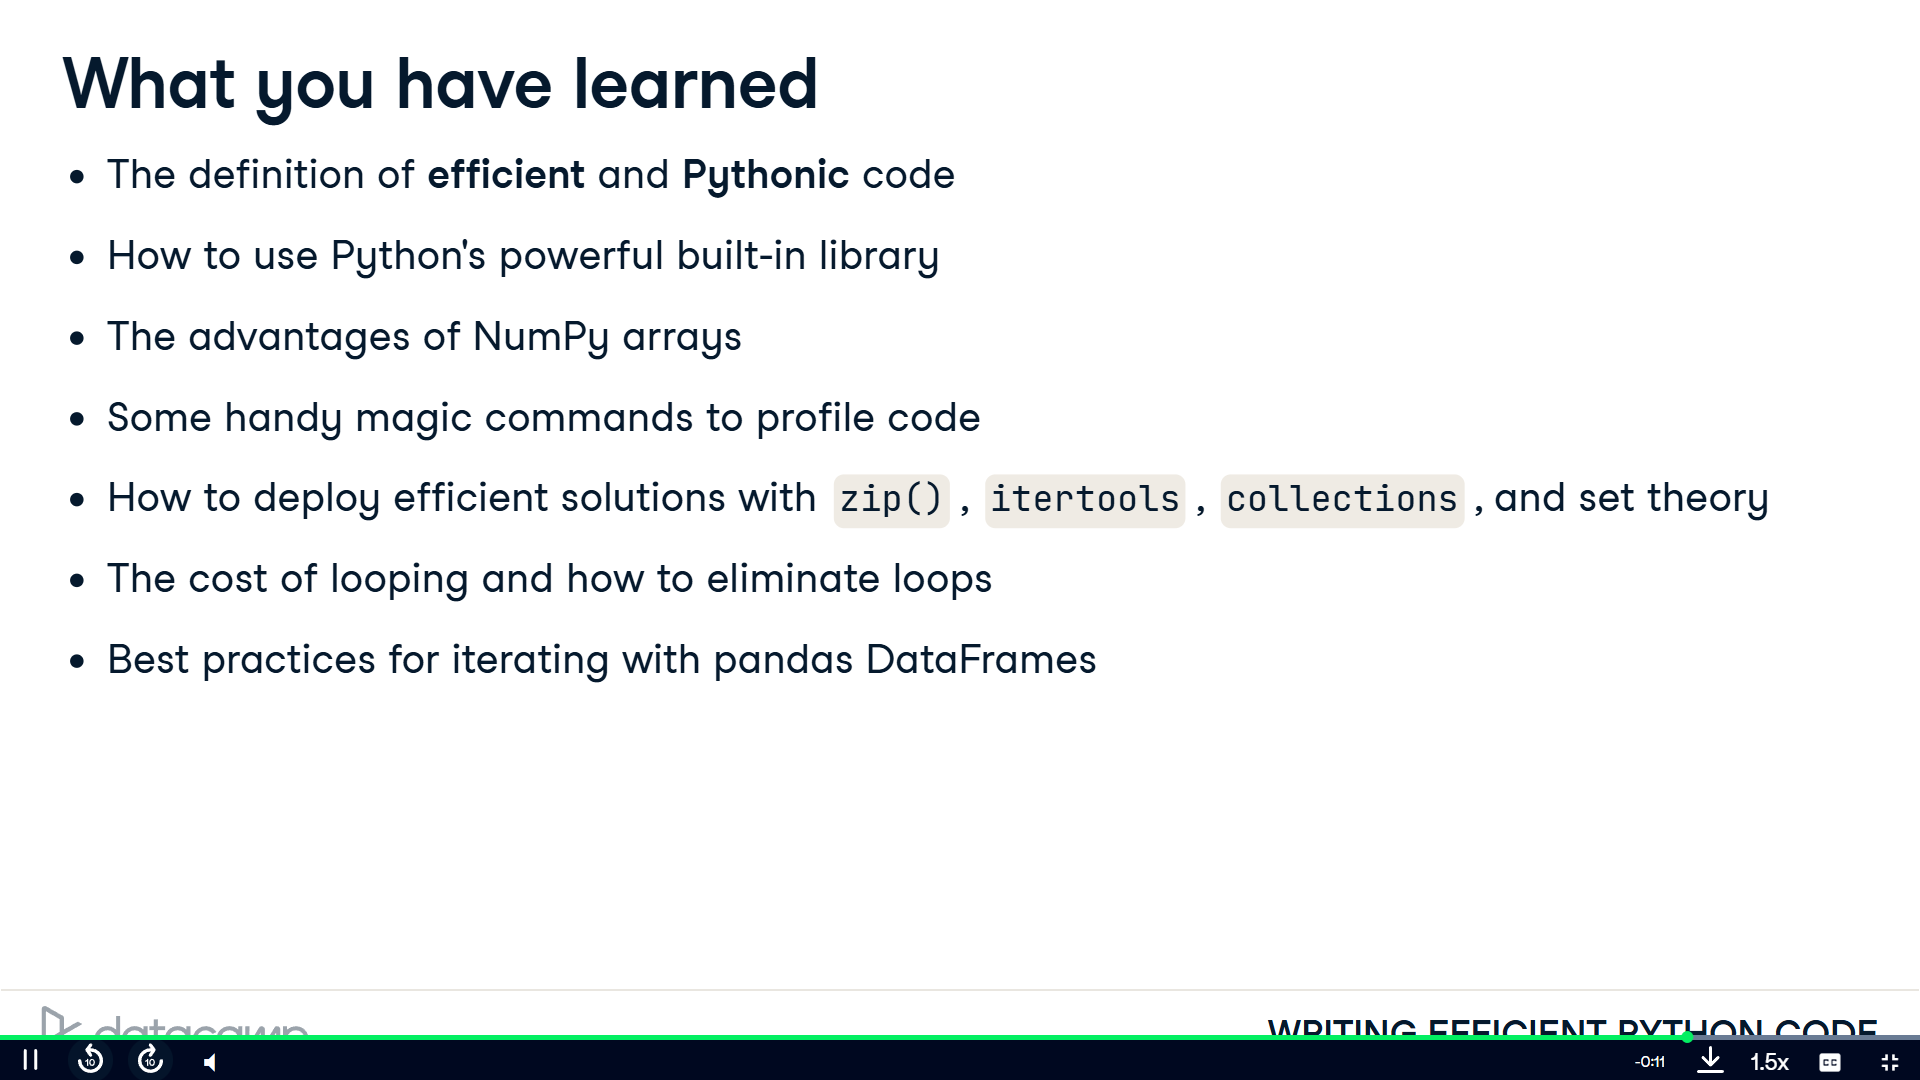 What you have learned
• The definition of efficient and Pythonic code
• How to use Python's powerful built-in library
• The advantages of NumPy arrays
• Some handy magic commands to profile code
• How to deploy efficient solutions with zip() , itertools , collections , and set theory
• The cost of looping and how to eliminate loops
• Best practices for iterating with pandas DataFrames
datacamp
WRITING EFFICIENT PYTHON CODE
10
10
-0:11
1.5x
CC